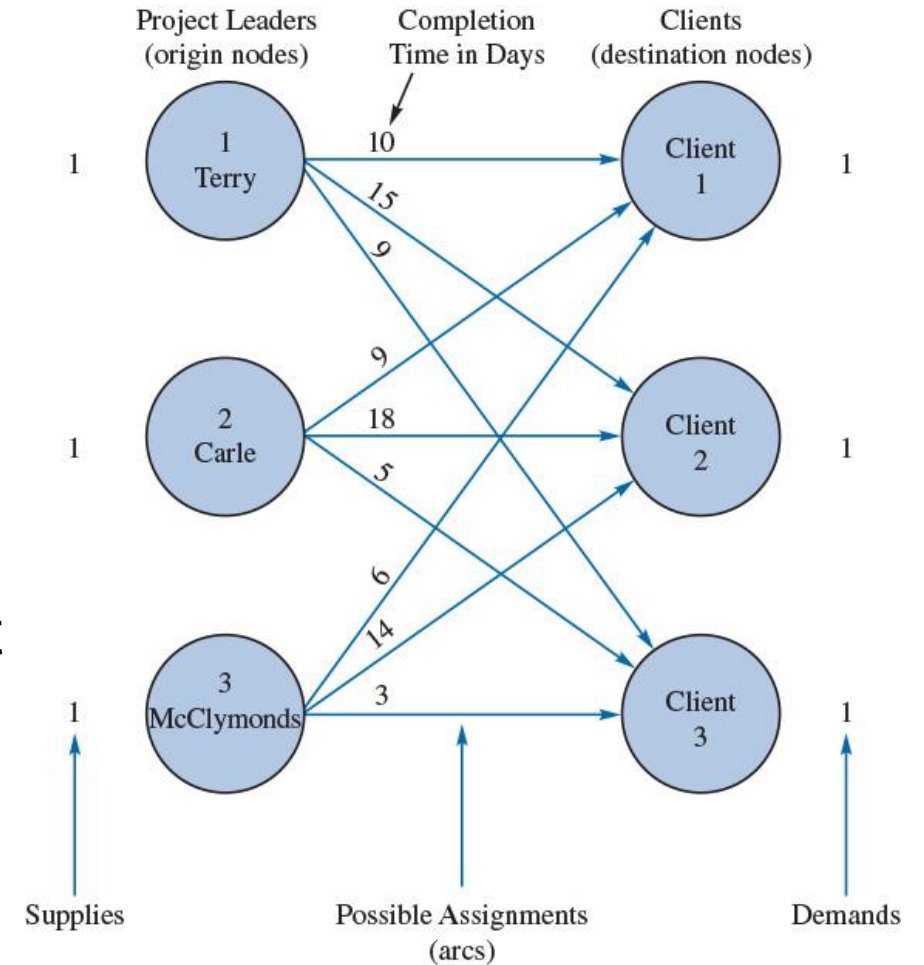 Project Leaders
(origin nodes)
Completion
Time in Days
Clients
(destination nodes)
1
1
Terry
10
15
9
Client
1
1
1
2
Carle
9
18
5
Client
2
1
1
3
McClymonds
6
14
3
Client
3
1
Supplies
Possible Assignments
(arcs)
Demands